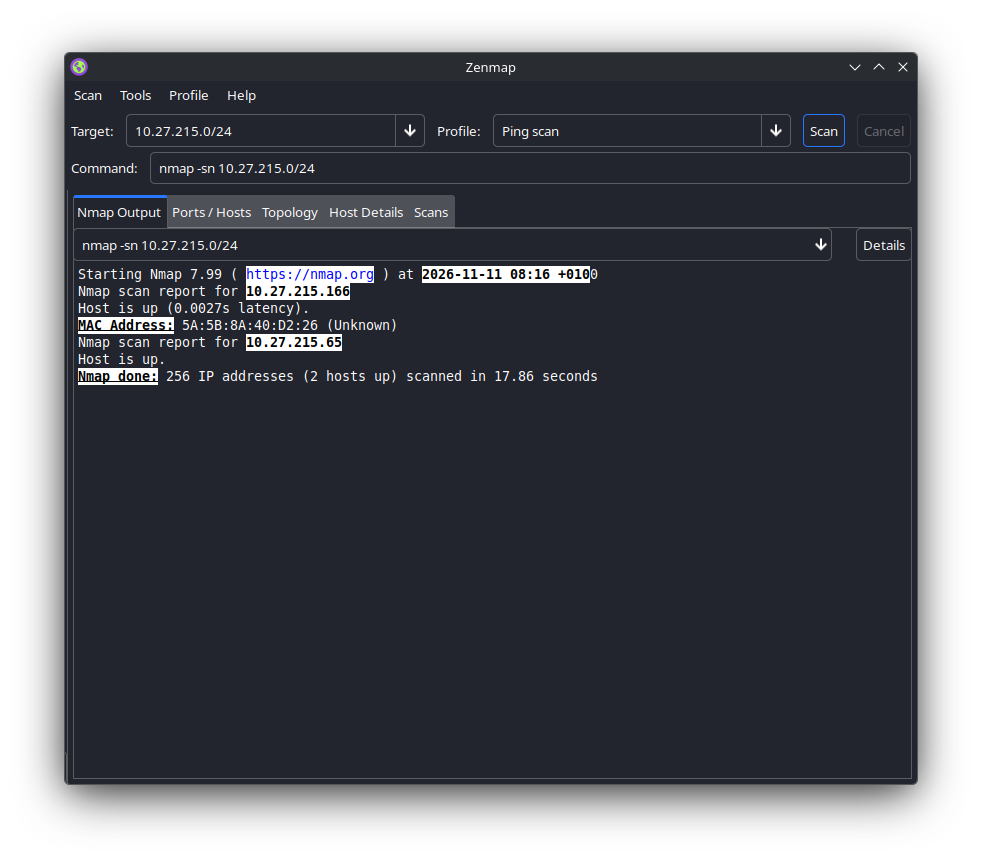 Zenmap
Scan Tools Profile Help
Target: 10.27.215.0/24 Profile: Ping scan Scan Cancel
Command: nmap -sn 10.27.215.0/24
Nmap Output Ports / Hosts Topology Host Details Scans
nmap -sn 10.27.215.0/24 Details
Starting Nmap 7.99 ( https://nmap.org ) at 2026-11-11 08:16 +0100
Nmap scan report for 10.27.215.166
Host is up (0.0027s latency).
MAC Address: 5A:5B:8A:40:D2:26 (Unknown)
Nmap scan report for 10.27.215.65
Host is up.
Nmap done: 256 IP addresses (2 hosts up) scanned in 17.86 seconds